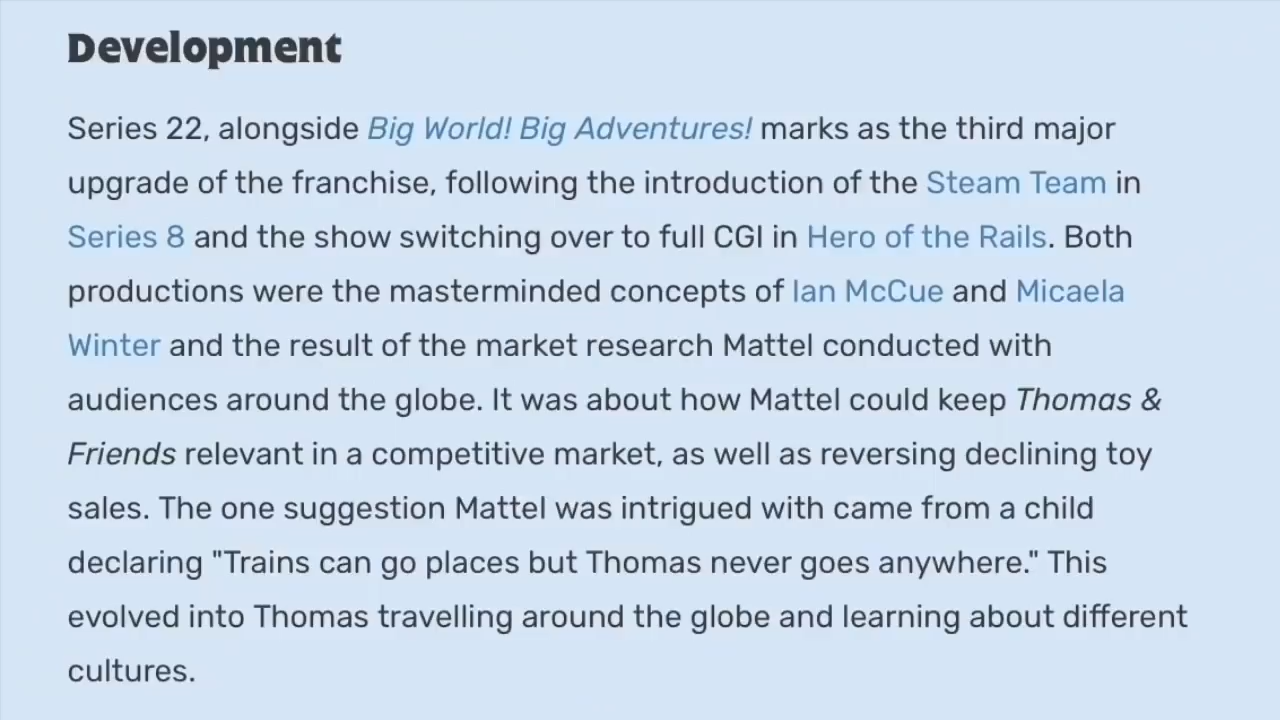 Development
Series 22, alongside Big World! Big Adventures! marks as the third major
upgrade of the franchise, following the introduction of the Steam Team in
Series 8 and the show switching over to full CGI in Hero of the Rails. Both
productions were the masterminded concepts of Ian McCue and Micaela
Winter and the result of the market research Mattel conducted with
audiences around the globe. It was about how Mattel could keep Thomas &
Friends relevant in a competitive market, as well as reversing declining toy
sales. The one suggestion Mattel was intrigued with came from a child
declaring "Trains can go places but Thomas never goes anywhere." This
evolved into Thomas travelling around the globe and learning about different
cultures.